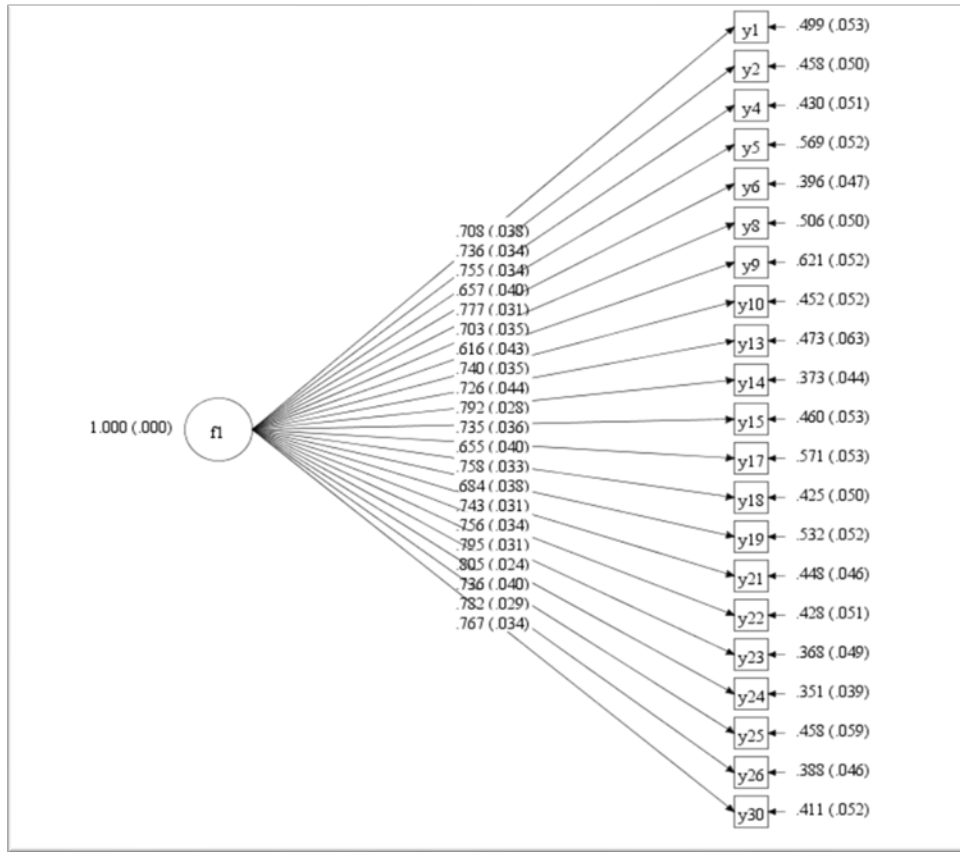 y1 .499 (.053)
y2 .458 (.050)
y4 .430 (.051)
y5 .569 (.052)
y6 .396 (.047)
y8 .506 (.050)
y9 .621 (.052)
y10 .452 (.052)
y13 .473 (.063)
y14 .373 (.044)
y15 .460 (.053)
y17 .571 (.053)
y18 .425 (.050)
y19 .532 (.052)
y21 .448 (.046)
y22 .428 (.051)
y23 .368 (.049)
y24 .351 (.039)
y25 .458 (.059)
y26 .388 (.046)
y30 .411 (.052)
.708 (.038)
.736 (.034)
.755 (.034)
.657 (.040)
.777 (.031)
.703 (.035)
.616 (.043)
.740 (.035)
.726 (.044)
.792 (.028)
.735 (.036)
.655 (.040)
.758 (.033)
.684 (.038)
.743 (.031)
.756 (.034)
.795 (.031)
.805 (.024)
.736 (.040)
.782 (.029)
.767 (.034)
1.000 (.000)
f1